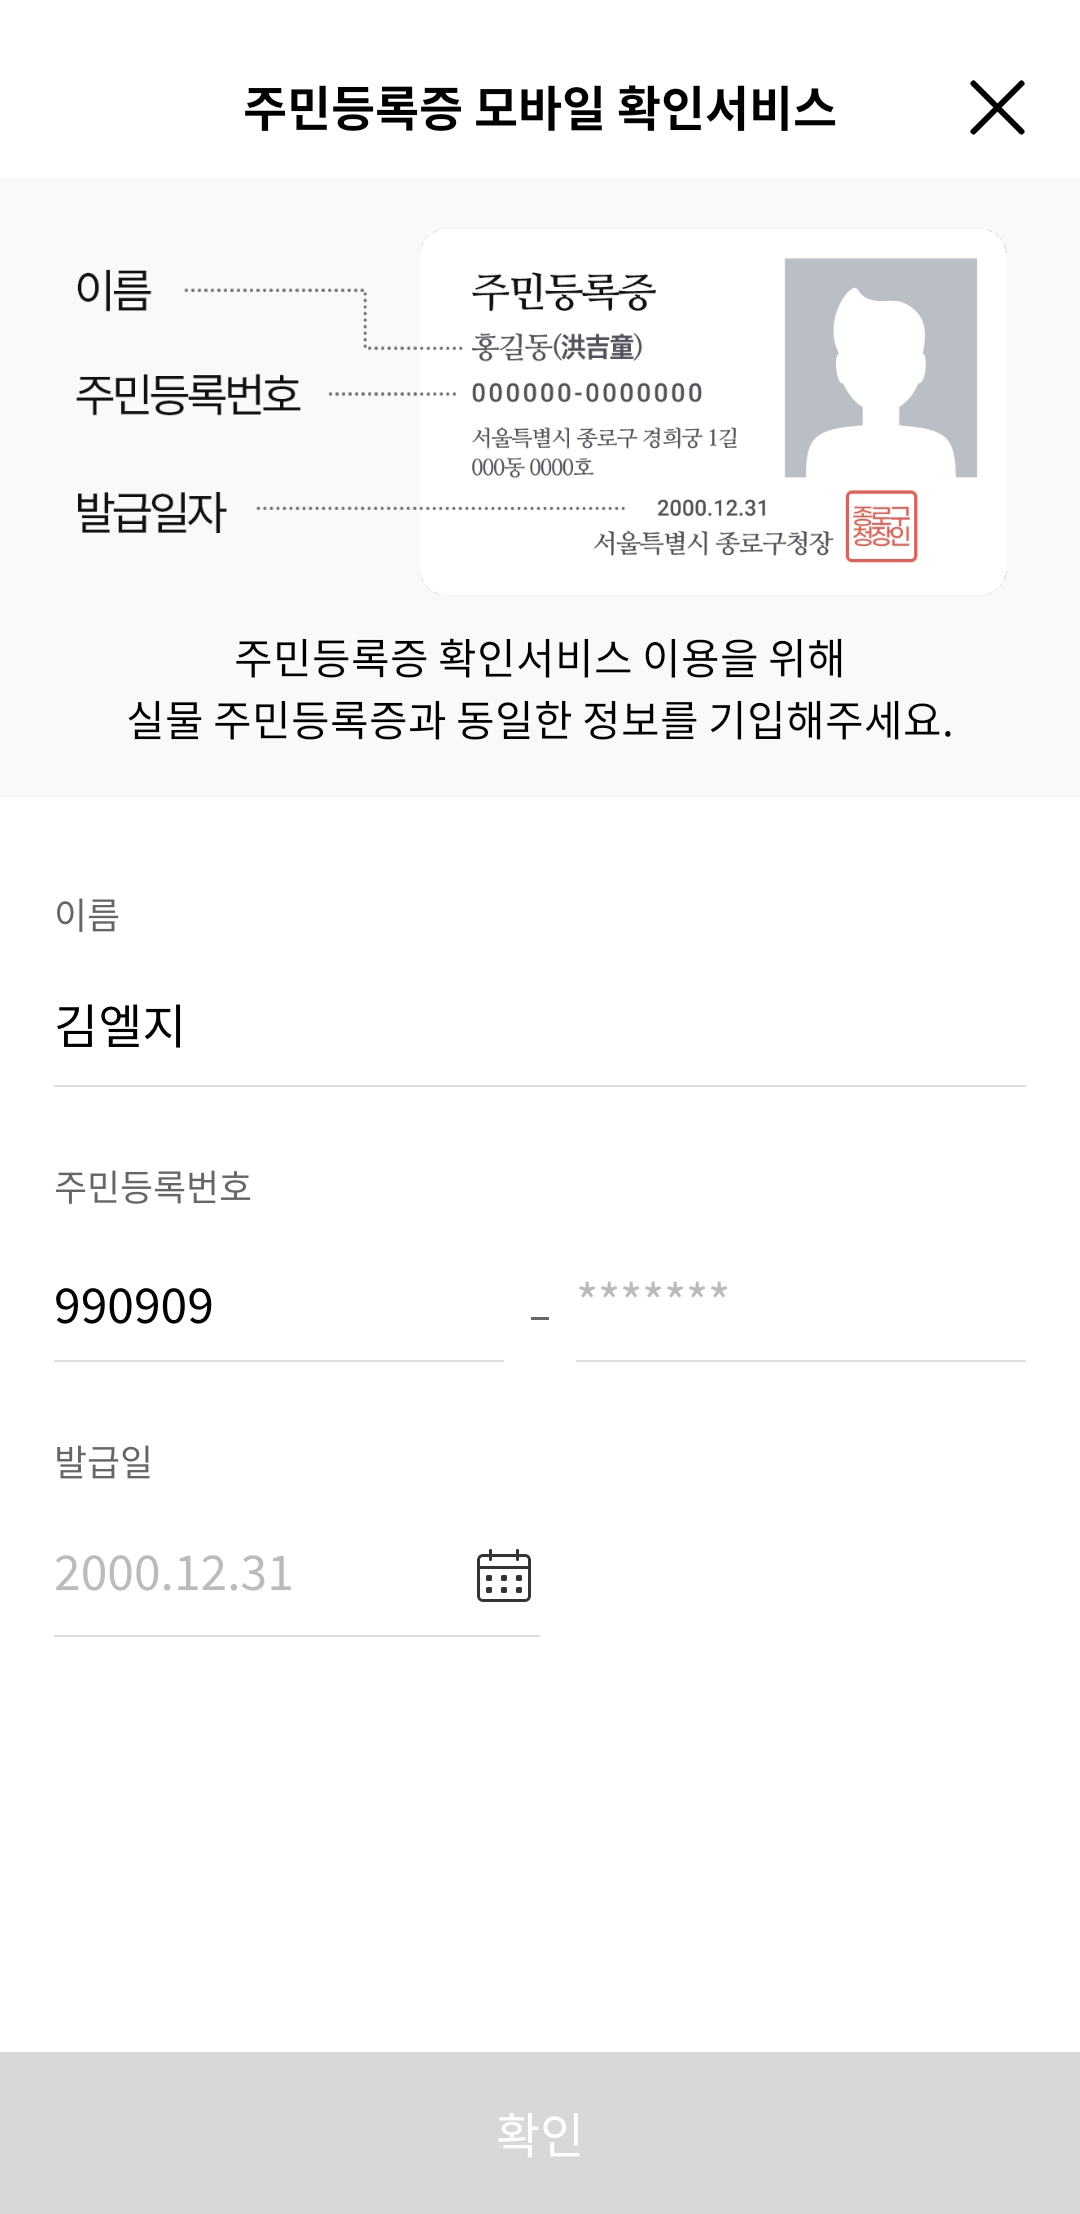 주민등록증 모바일 확인서비스
이름
주민등록번호
발급일자
주민등록증
홍길동(洪吉童)
000000-0000000
서울특별시 종로구 경희궁 1길
000동 0000호
2000.12.31
서울특별시 종로구청장
종로구
청장인
주민등록증 확인서비스 이용을 위해
실물 주민등록증과 동일한 정보를 기입해주세요.
이름
김엘지
주민등록번호
990909 - *******
발급일
2000.12.31
확인